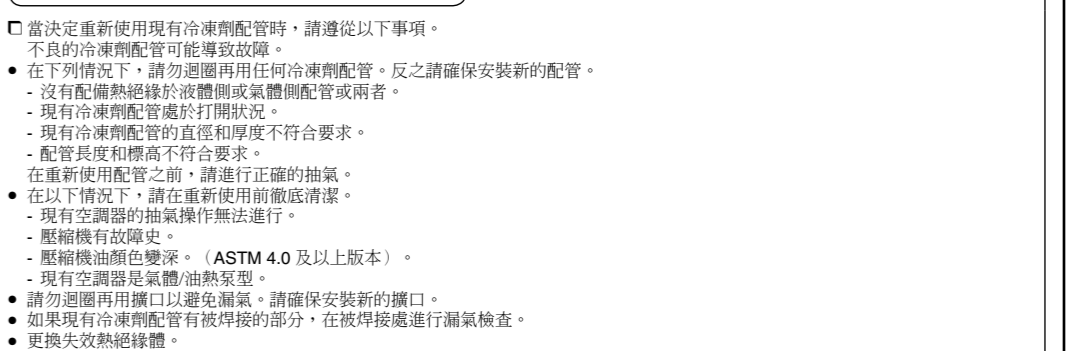 □ 當決定重新使用現有冷凍劑配管時，請遵從以下事項。
不良的冷凍劑配管可能導致故障。
● 在下列情況下，請勿迴圈再用任何冷凍劑配管。反之請確保安裝新的配管。
- 沒有配備熱絕緣於液體側或氣體側配管或兩者。
- 現有冷凍劑配管處於打開狀況。
- 現有冷凍劑配管的直徑和厚度不符合要求。
- 配管長度和標高不符合要求。
在重新使用配管之前，請進行正確的抽氣。
● 在以下情況下，請在重新使用前徹底清潔。
- 現有空調器的抽氣操作無法進行。
- 壓縮機有故障史。
- 壓縮機油顏色變深。（ASTM 4.0 及以上版本）。
- 現有空調器是氣體/油熱泵型。
● 請勿迴圈再用擴口以避免漏氣。請確保安裝新的擴口。
● 如果現有冷凍劑配管有被焊接的部分，在被焊接處進行漏氣檢查。
● 更換失效熱絕緣體。